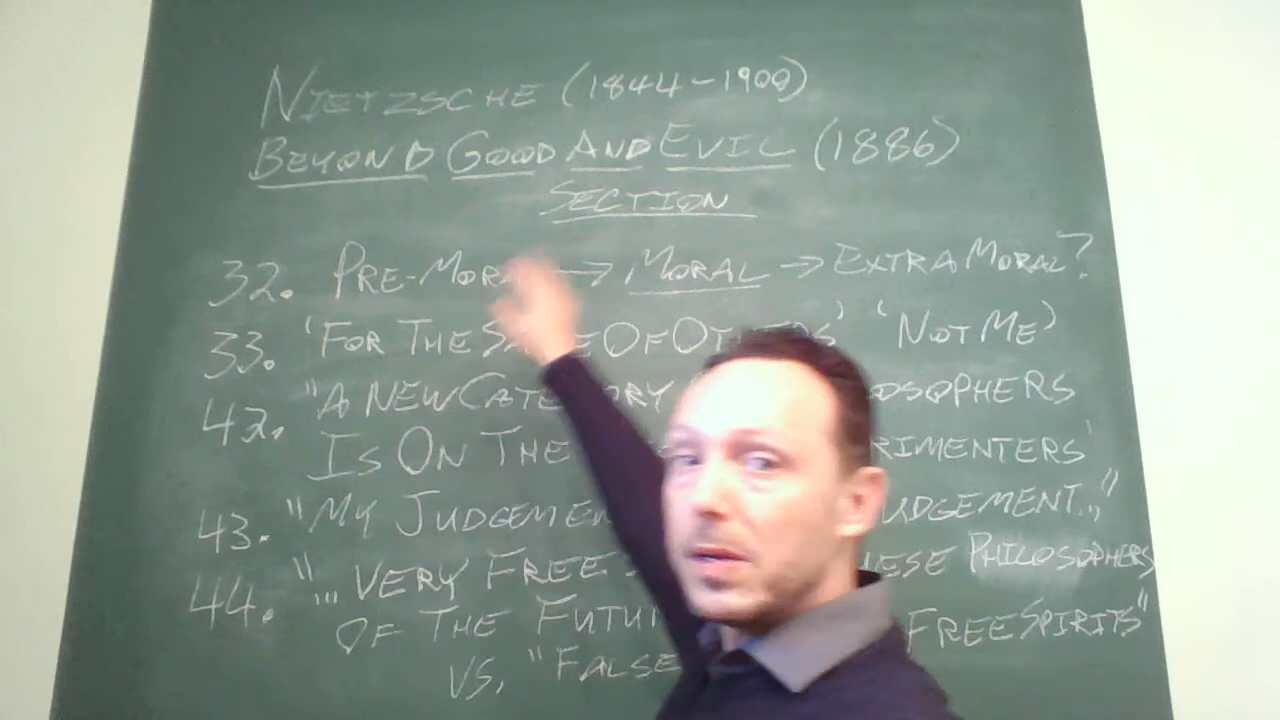 NIETZSCHE (1844-1900)
BEYOND GOOD AND EVIL (1886)
SECTION
32. PRE-MORAL → MORAL → EXTRA MORAL?
33. 'FOR THE SAKE OF OTHERS' 'NOT ME'
42. "A NEW CATEGORY PHILOSOPHERS
IS ON THE
43. "MY JUDGEMENT JUDGEMENT.."
44. "... VERY FREE PHILOSOPHERS
OF THE FUTURE FREE SPIRITS"
VS. "FALSE